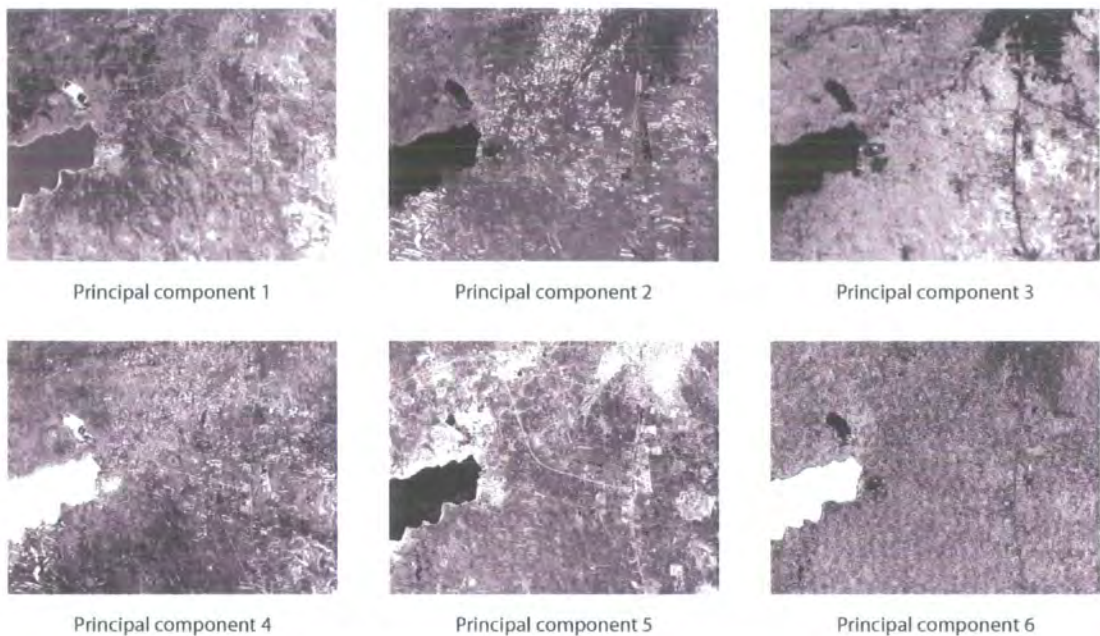 Principal component 1
Principal component 2
Principal component 3
Principal component 4
Principal component 5
Principal component 6